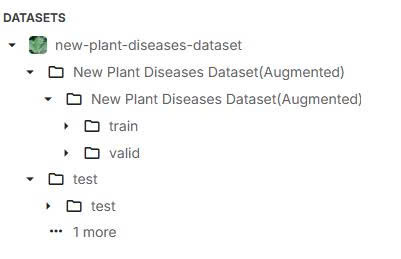 DATASETS
new-plant-diseases-dataset
New Plant Diseases Dataset(Augmented)
New Plant Diseases Dataset(Augmented)
train
valid
test
test
1 more